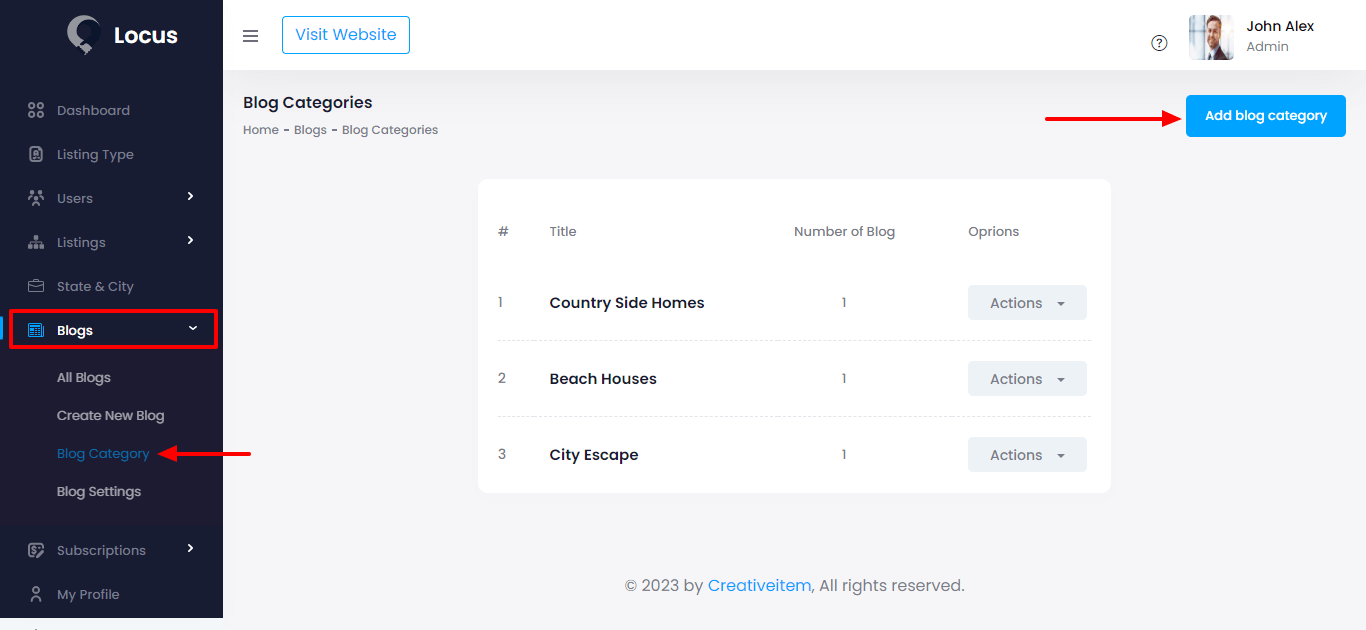 Locus
Visit Website
John Alex
Admin
Dashboard
Listing Type
Users
Listings
State & City
Blogs
All Blogs
Create New Blog
Blog Category
Blog Settings
Subscriptions
My Profile
Blog Categories
Home - Blogs - Blog Categories
Add blog category
# Title Number of Blog Oprions
1 Country Side Homes 1 Actions
2 Beach Houses 1 Actions
3 City Escape 1 Actions
© 2023 by Creativeitem, All rights reserved.